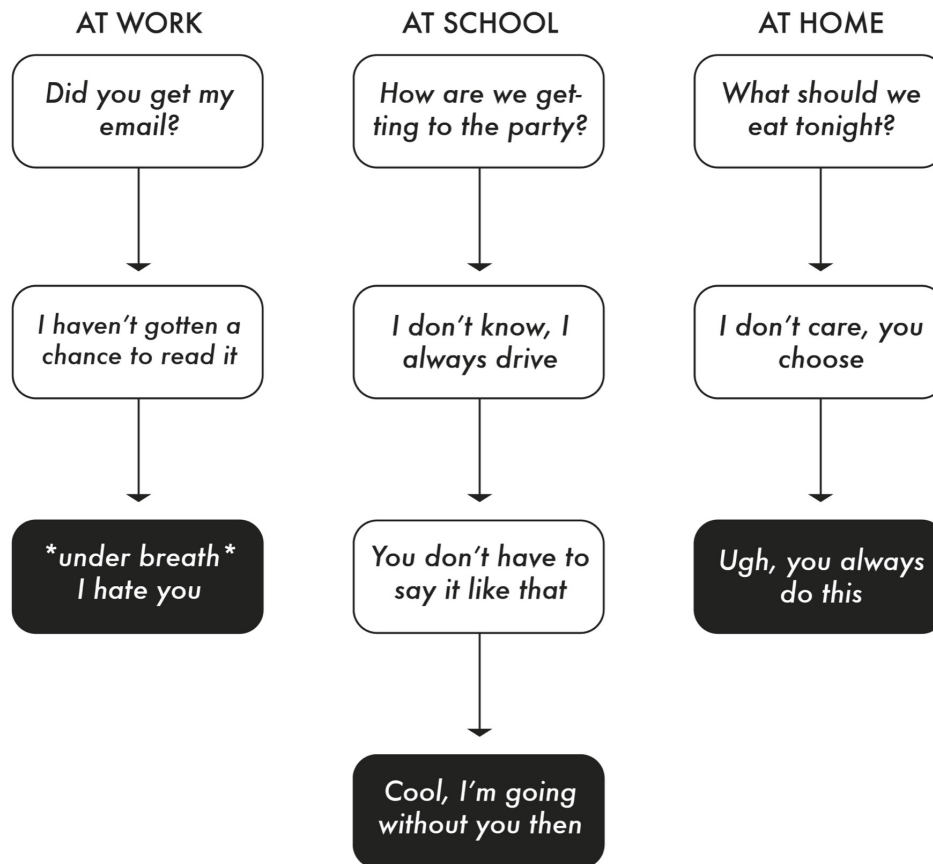 AT WORK
Did you get my
email?
I haven't gotten a
chance to read it
*under breath*
I hate you
AT SCHOOL
How are we get-
ting to the party?
I don't know, I
always drive
You don't have to
say it like that
Cool, I'm going
without you then
AT HOME
What should we
eat tonight?
I don't care, you
choose
Ugh, you always
do this